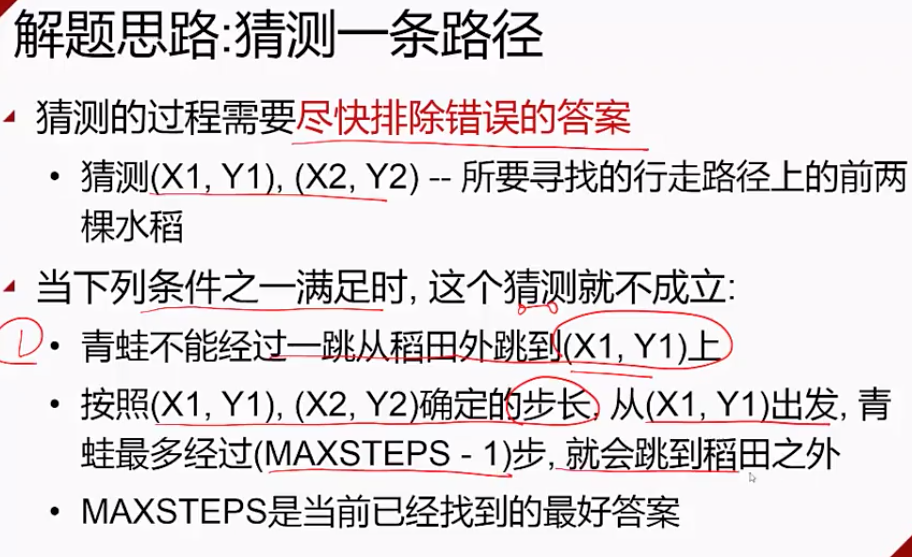 解题思路:猜测一条路径
猜测的过程需要尽快排除错误的答案
• 猜测(X1, Y1), (X2, Y2) -- 所要寻找的行走路径上的前两
棵水稻
当下列条件之一满足时, 这个猜测就不成立:
① • 青蛙不能经过一跳从稻田外跳到(X1, Y1)上
• 按照(X1, Y1), (X2, Y2)确定的步长, 从(X1, Y1)出发, 青
蛙最多经过(MAXSTEPS - 1)步, 就会跳到稻田之外
• MAXSTEPS是当前已经找到的最好答案